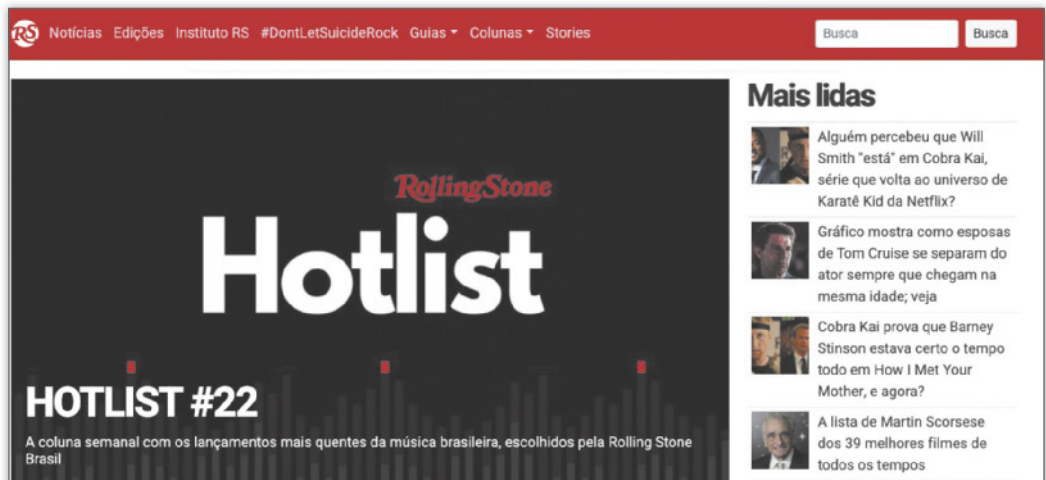 RS Notícias Edições Instituto RS #DontLetSuicideRock Guias Colunas Stories Busca Busca
RollingStone
Hotlist
HOTLIST #22
A coluna semanal com os lançamentos mais quentes da música brasileira, escolhidos pela Rolling Stone
Brasil
Mais lidas
Alguém percebeu que Will
Smith "está" em Cobra Kai,
série que volta ao universo de
Karatê Kid da Netflix?
Gráfico mostra como esposas
de Tom Cruise se separam do
ator sempre que chegam na
mesma idade; veja
Cobra Kai prova que Barney
Stinson estava certo o tempo
todo em How I Met Your
Mother, e agora?
A lista de Martin Scorsese
dos 39 melhores filmes de
todos os tempos